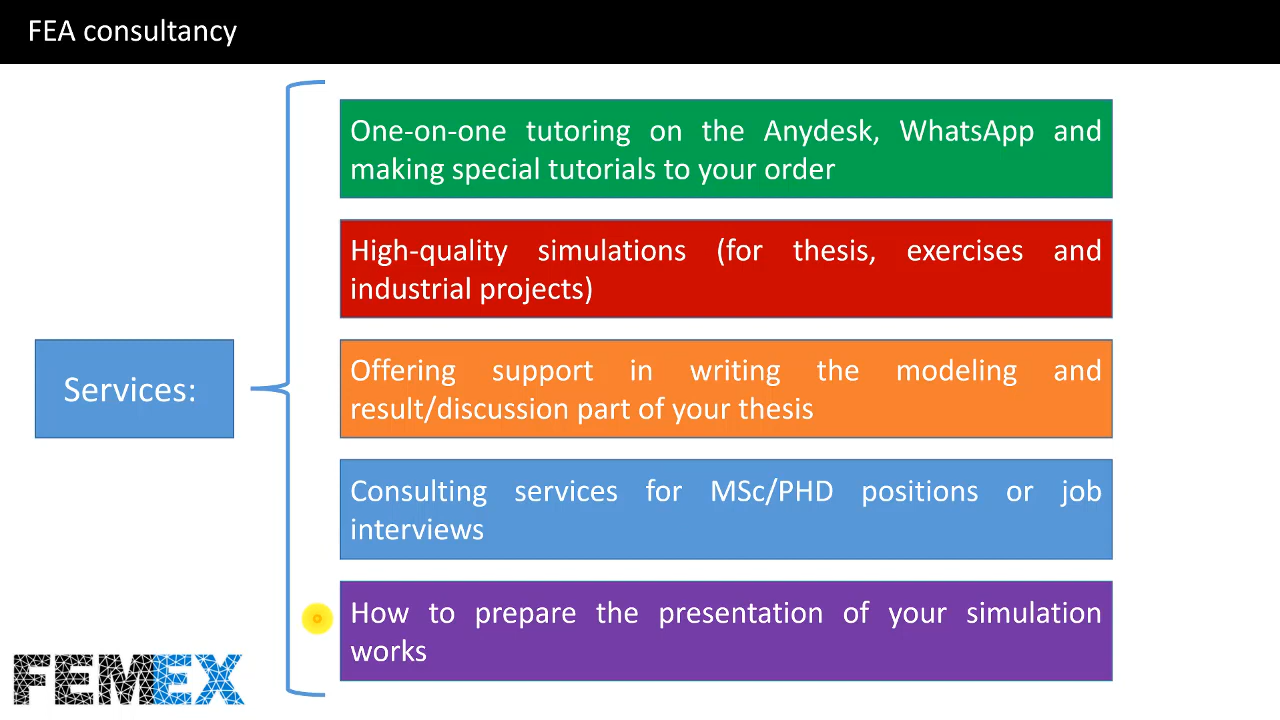 FEA consultancy
One-on-one tutoring on the Anydesk, WhatsApp and
making special tutorials to your order
High-quality simulations (for thesis, exercises and
industrial projects)
Services:
Offering support in writing the modeling and
result/discussion part of your thesis
Consulting services for MSc/PHD positions or job
interviews
How to prepare the presentation of your simulation
works
FEMEX